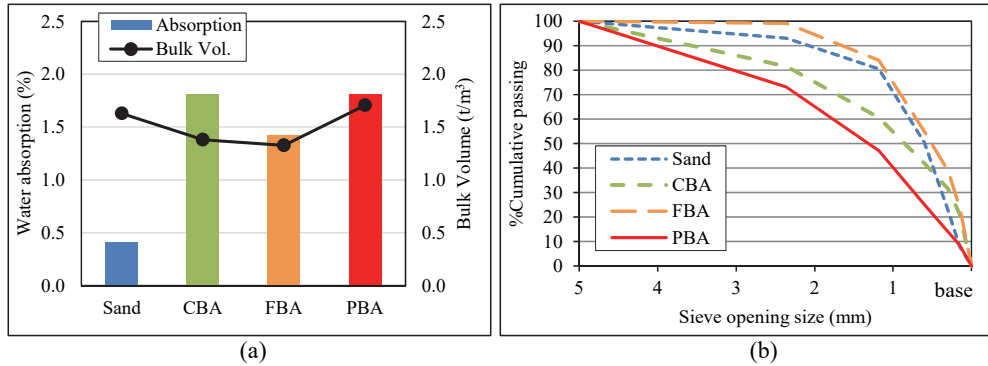 2.5
2.0
1.5
1.0
0.5
0.0
Water absorption (%)
Absorption
Bulk Vol.
2.5
2.0
1.5
1.0
0.5
0.0
Bulk Volume (t/m³)
Sand CBA FBA PBA
(a)
100
90
80
70
60
50
40
30
20
10
0
%Cumulative passing
Sand
CBA
FBA
PBA
5 4 3 2 1 base
Sieve opening size (mm)
(b)